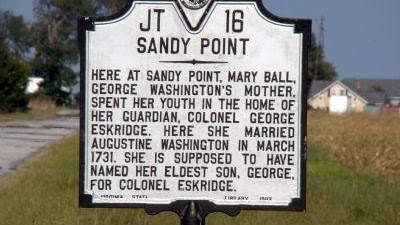 JT 16
SANDY POINT
HERE AT SANDY POINT, MARY BALL,
GEORGE WASHINGTON'S MOTHER,
SPENT HER YOUTH IN THE HOME OF
HER GUARDIAN, COLONEL GEORGE
ESKRIDGE. HERE SHE MARRIED
AUGUSTINE WASHINGTON IN MARCH
1731. SHE IS SUPPOSED TO HAVE
NAMED HER ELDEST SON, GEORGE,
FOR COLONEL ESKRIDGE.
VIRGINIA STATE LIBRARY